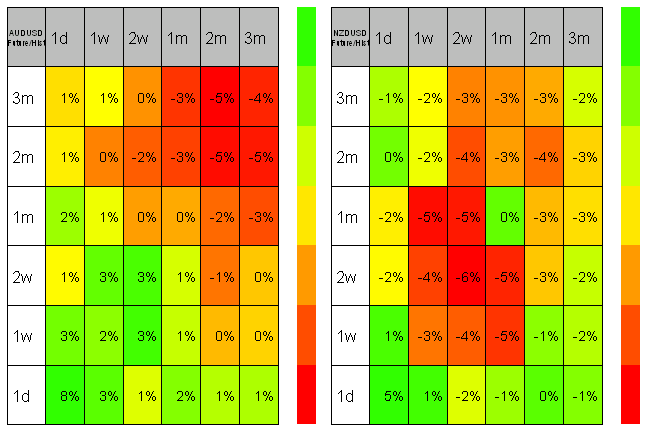 AUDUSD
Future/Hist 1d 1w 2w 1m 2m 3m
3m 1% 1% 0% -3% -5% -4%
2m 1% 0% -2% -3% -5% -5%
1m 2% 1% 0% 0% -2% -3%
2w 1% 3% 3% 1% -1% 0%
1w 3% 2% 3% 1% 0% 0%
1d 8% 3% 1% 2% 1% 1%
NZDUSD
Future/Hist 1d 1w 2w 1m 2m 3m
3m -1% -2% -3% -3% -3% -2%
2m 0% -2% -4% -3% -4% -3%
1m -2% -5% -5% 0% -3% -3%
2w -2% -4% -6% -5% -3% -2%
1w 1% -3% -4% -5% -1% -2%
1d 5% 1% -2% -1% 0% -1%